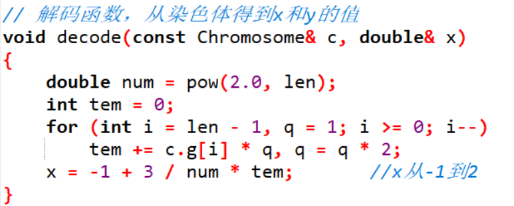 // 解码函数，从染色体得到x和y的值
void decode(const Chromosome& c, double& x)
{
    double num = pow(2.0, len);
    int tem = 0;
    for (int i = len - 1, q = 1; i >= 0; i--)
        tem += c.g[i] * q, q = q * 2;
    x = -1 + 3 / num * tem;        //x从-1到2
}